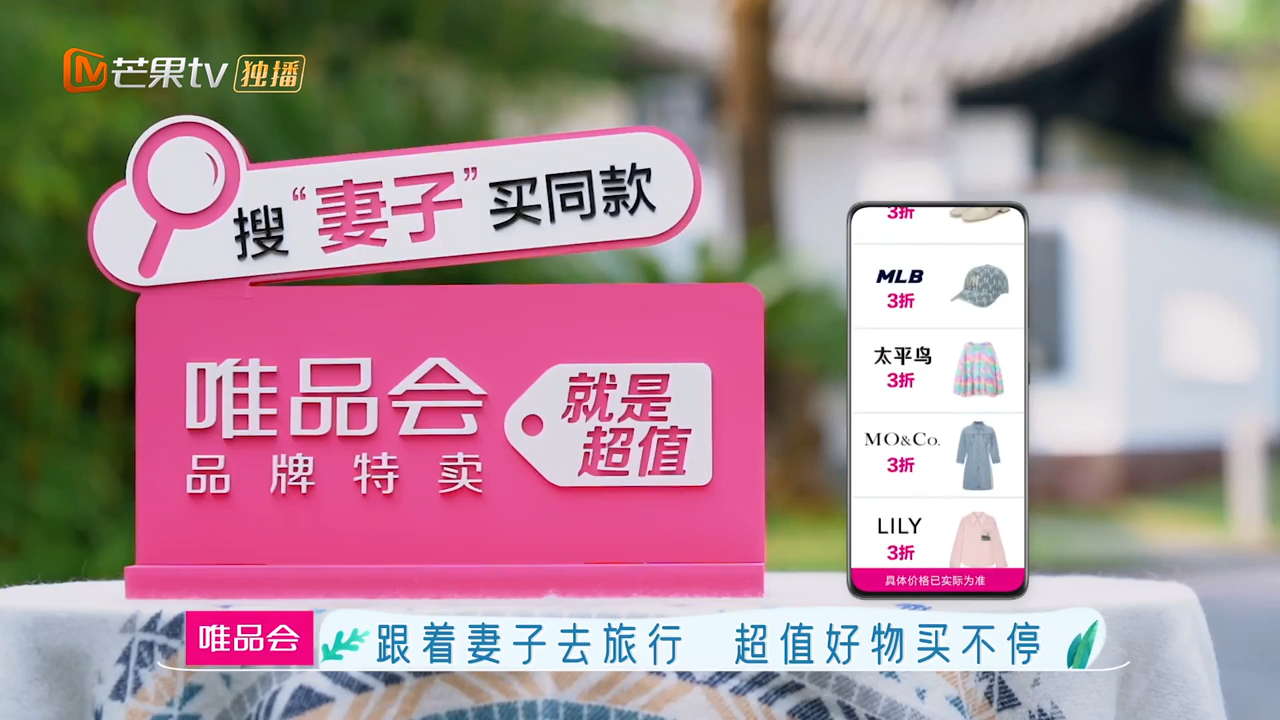 芒果tv 独播
搜“妻子”买同款
唯品会
品牌特卖
就是
超值
3折
MLB
3折
太平鸟
3折
MO&Co.
3折
LILY
3折
具体价格已实际为准
唯品会 跟着妻子去旅行 超值好物买不停